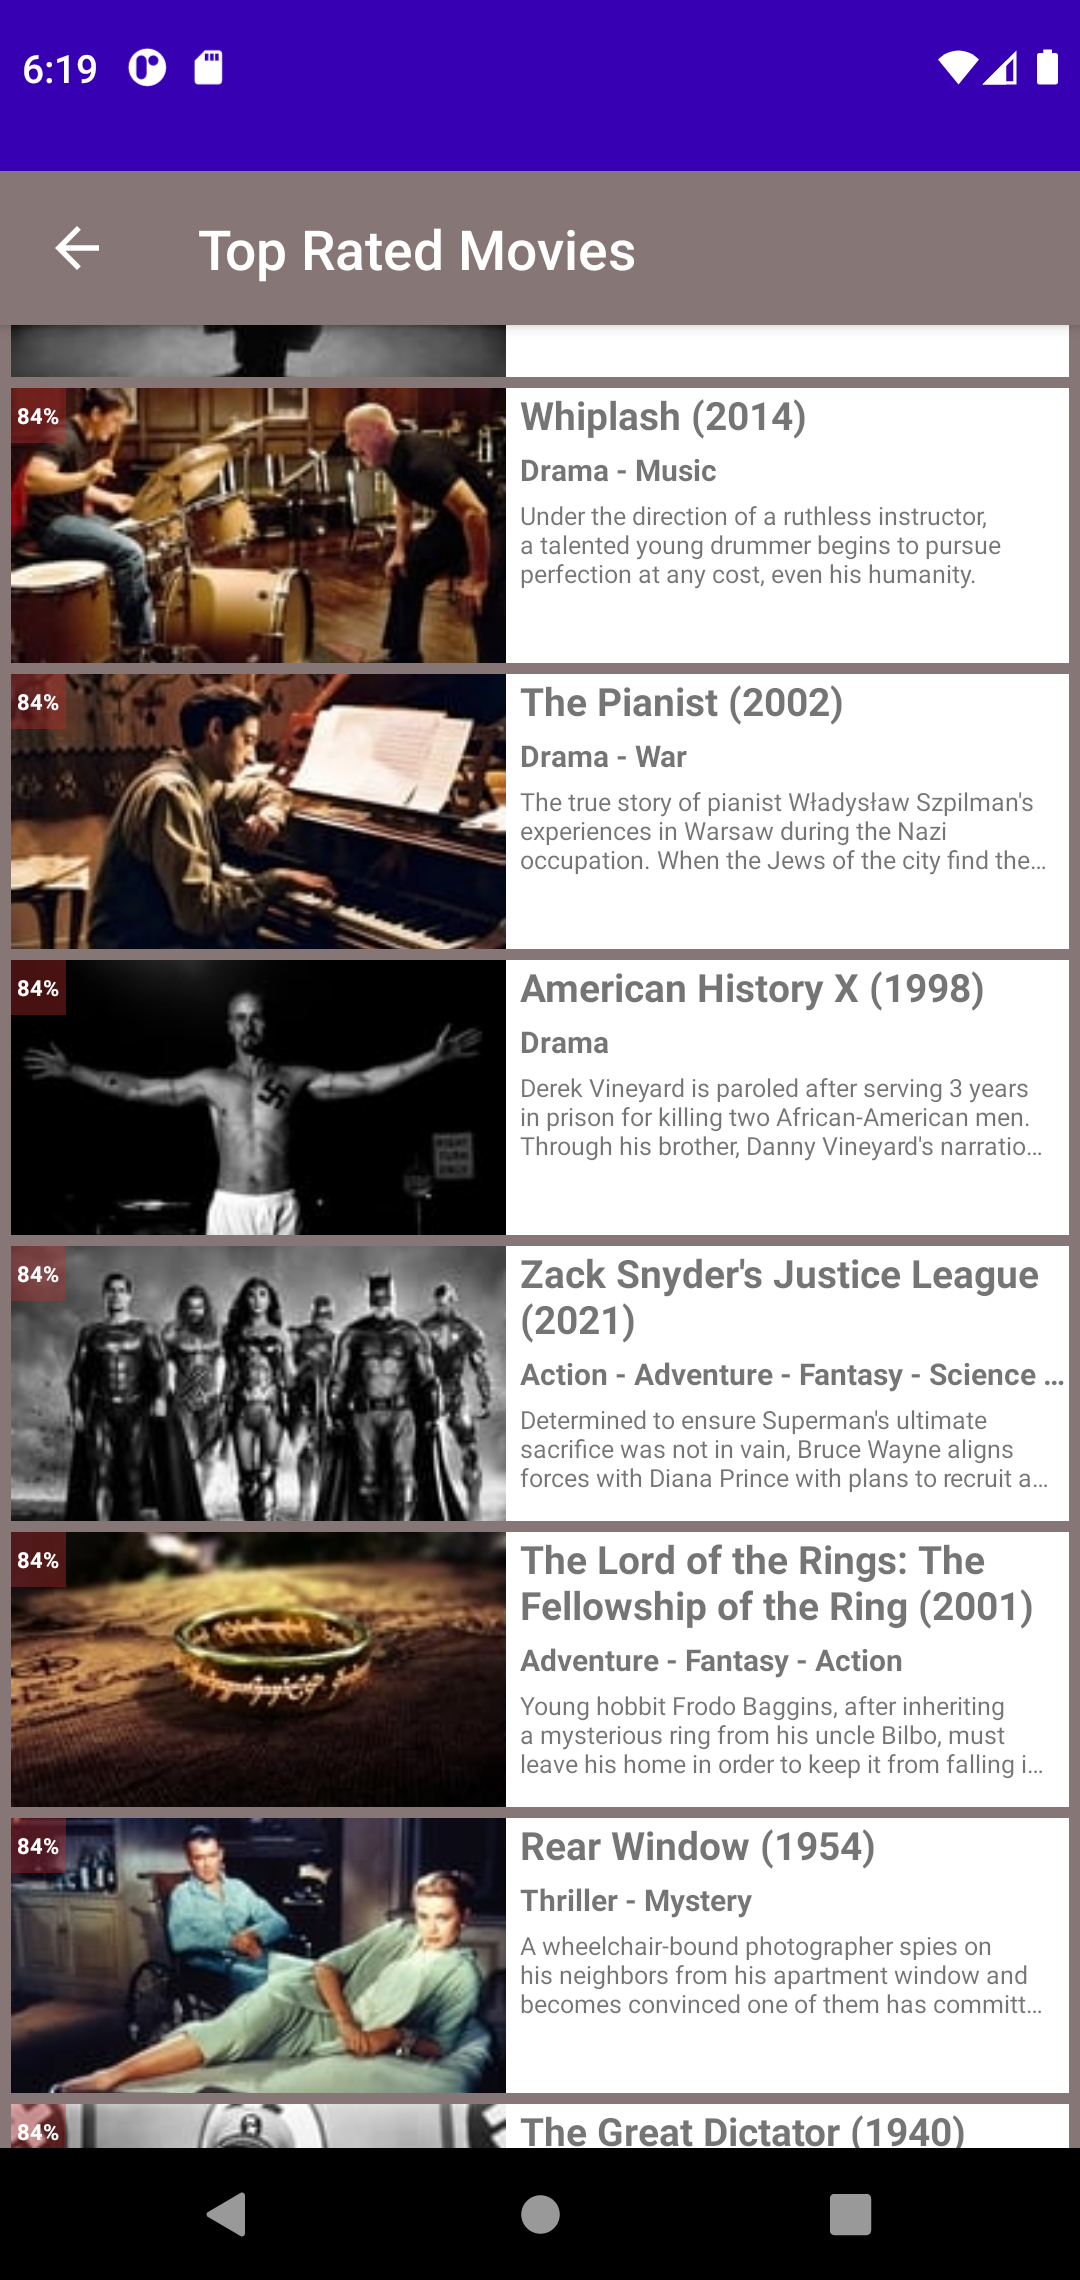 6:19
Top Rated Movies
84%
Whiplash (2014)
Drama - Music
Under the direction of a ruthless instructor,
a talented young drummer begins to pursue
perfection at any cost, even his humanity.
84%
The Pianist (2002)
Drama - War
The true story of pianist Władysław Szpilman's
experiences in Warsaw during the Nazi
occupation. When the Jews of the city find the…
84%
American History X (1998)
Drama
Derek Vineyard is paroled after serving 3 years
in prison for killing two African-American men.
Through his brother, Danny Vineyard's narratio…
RIGHT
TURN
ONLY
84%
Zack Snyder's Justice League
(2021)
Action - Adventure - Fantasy - Science …
Determined to ensure Superman's ultimate
sacrifice was not in vain, Bruce Wayne aligns
forces with Diana Prince with plans to recruit a…
84%
The Lord of the Rings: The
Fellowship of the Ring (2001)
Adventure - Fantasy - Action
Young hobbit Frodo Baggins, after inheriting
a mysterious ring from his uncle Bilbo, must
leave his home in order to keep it from falling i…
84%
Rear Window (1954)
Thriller - Mystery
A wheelchair-bound photographer spies on
his neighbors from his apartment window and
becomes convinced one of them has committ…
84%
The Great Dictator (1940)